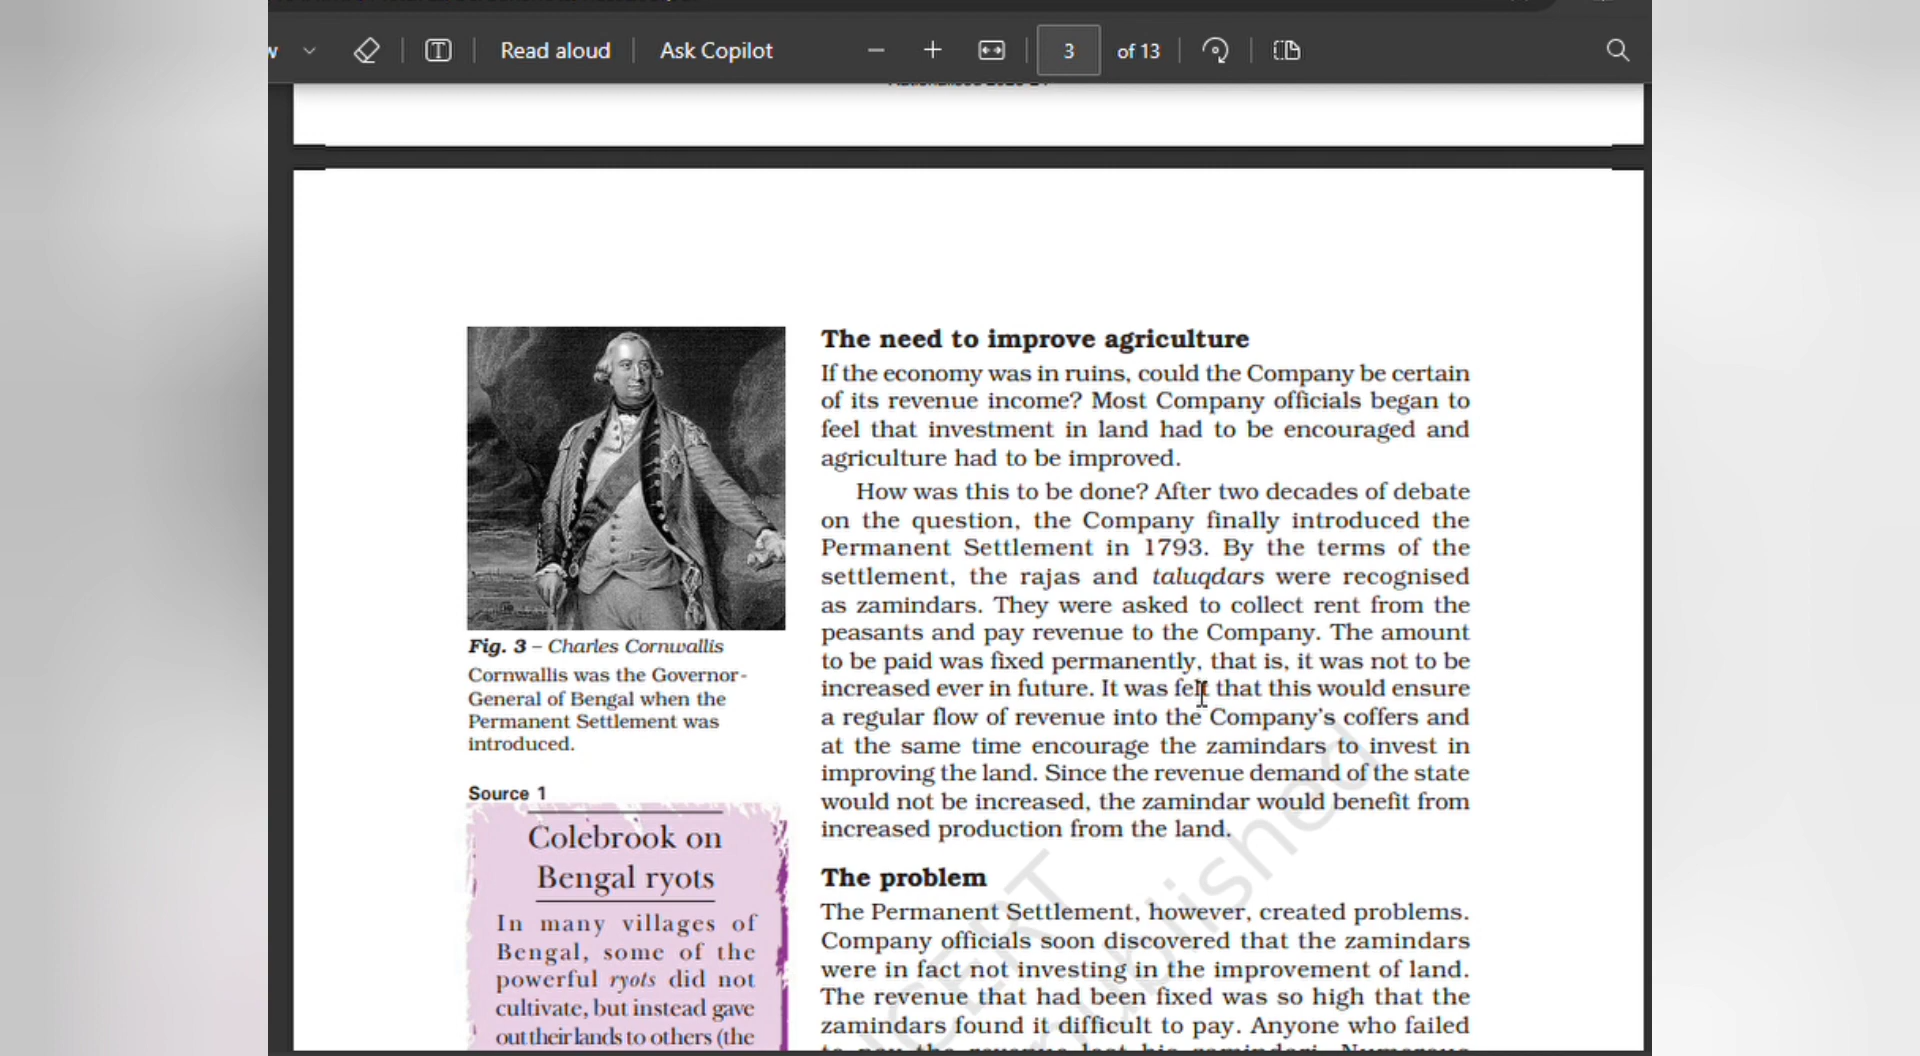 Read aloud
Ask Copilot
3
of 13
The need to improve agriculture
If the economy was in ruins, could the Company be certain
of its revenue income? Most Company officials began to
feel that investment in land had to be encouraged and
agriculture had to be improved.
How was this to be done? After two decades of debate
on the question, the Company finally introduced the
Permanent Settlement in 1793. By the terms of the
settlement, the rajas and taluqdars were recognised
as zamindars. They were asked to collect rent from the
peasants and pay revenue to the Company. The amount
to be paid was fixed permanently, that is, it was not to be
increased ever in future. It was felt that this would ensure
a regular flow of revenue into the Company's coffers and
at the same time encourage the zamindars to invest in
improving the land. Since the revenue demand of the state
would not be increased, the zamindar would benefit from
increased production from the land.
The problem
The Permanent Settlement, however, created problems.
Company officials soon discovered that the zamindars
were in fact not investing in the improvement of land.
The revenue that had been fixed was so high that the
zamindars found it difficult to pay. Anyone who failed
Fig. 3 – Charles Cornwallis
Cornwallis was the Governor-
General of Bengal when the
Permanent Settlement was
introduced.
Source 1
Colebrook on
Bengal ryots
In many villages of
Bengal, some of the
powerful ryots did not
cultivate, but instead gave
out their lands to others (the